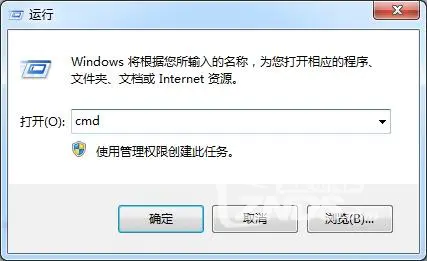 运行
Windows 将根据您所输入的名称，为您打开相应的程序、
文件夹、文档或 Internet 资源。
打开(O): cmd
使用管理权限创建此任务。
确定 取消 浏览(B)...